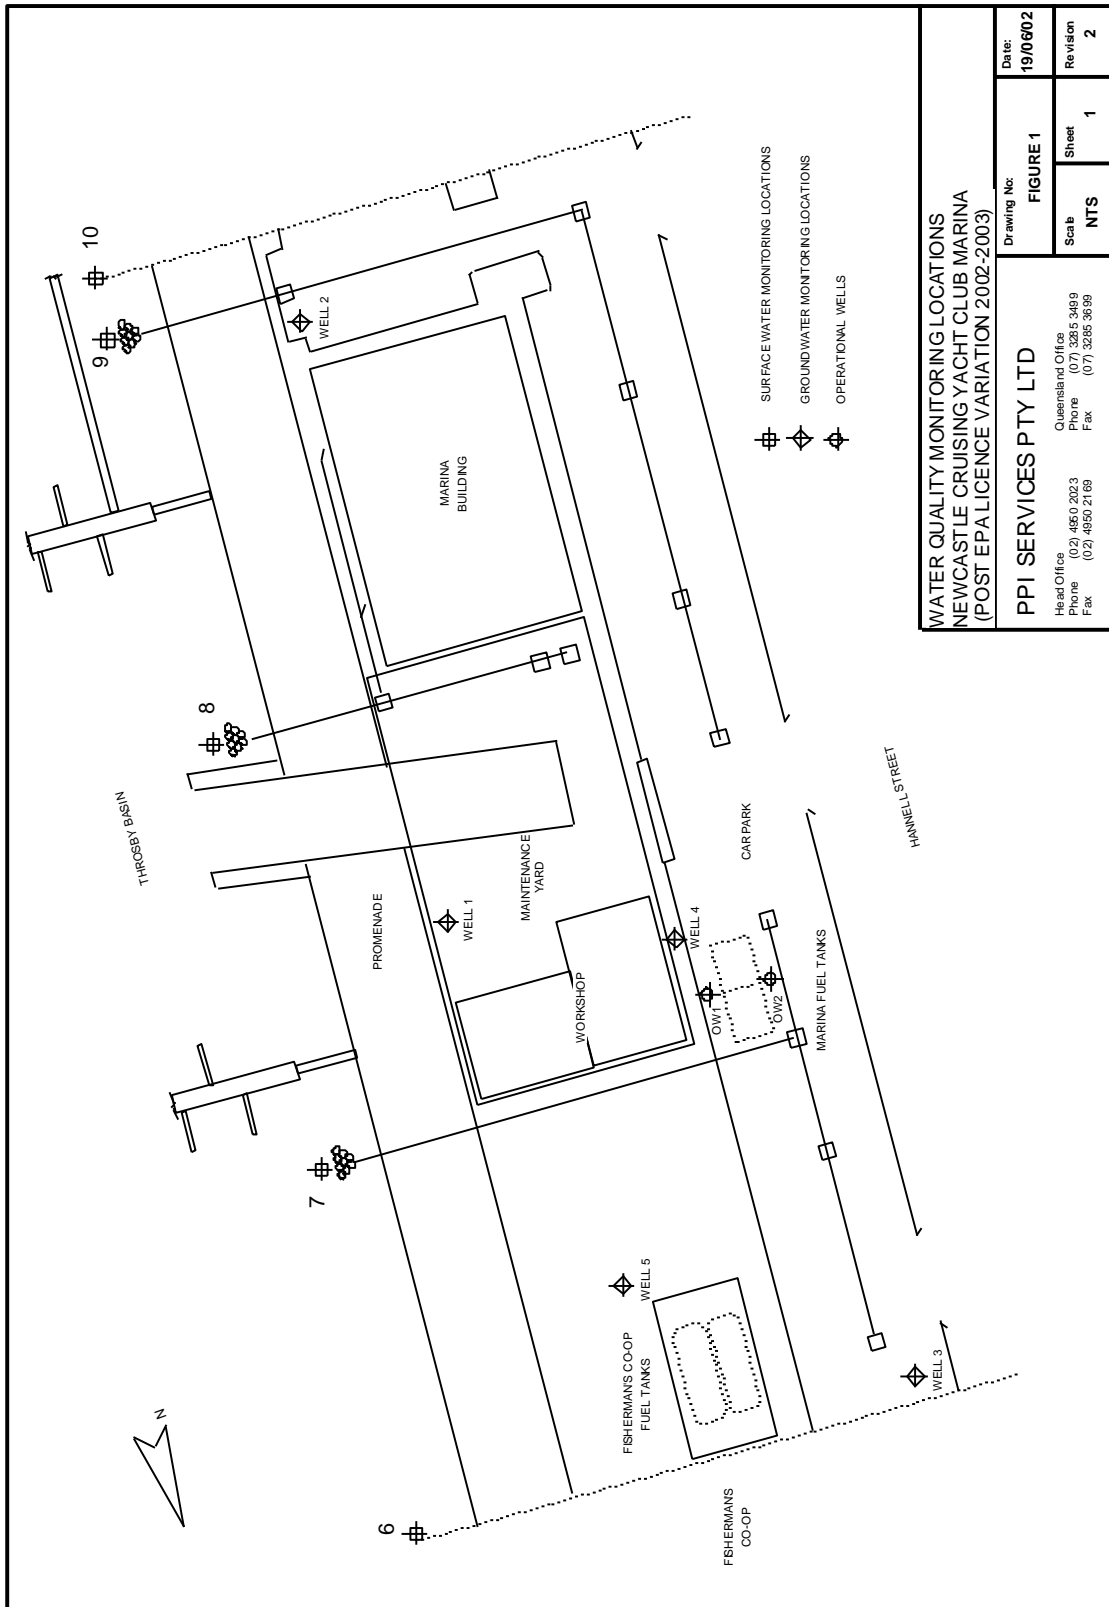 10
9
8
7
6
THROSBY BASIN
PROMENADE
N
WELL 2
MARINA
BUILDING
WELL 1
MAINTENANCE
YARD
WORKSHOP
WELL 4
OW1
OW2
CAR PARK
MARINA FUEL TANKS
HANNELL STREET
WELL 5
FISHERMAN'S CO-OP
FUEL TANKS
WELL 3
FISHERMANS
CO-OP
SURFACE WATER MONITORING LOCATIONS
GROUNDWATER MONITORING LOCATIONS
OPERATIONAL WELLS
WATER QUALITY MONITORING LOCATIONS
NEWCASTLE CRUISING YACHT CLUB MARINA
(POST EPA LICENCE VARIATION 2002-2003)
PPI SERVICES PTY LTD
Head Office
Phone (02) 4950 2023
Fax (02) 4950 2169
Queensland Office
Phone (07) 3285 3499
Fax (07) 3285 3699
Drawing No:
FIGURE 1
Date:
19/06/02
Scale
NTS
Sheet
1
Revision
2